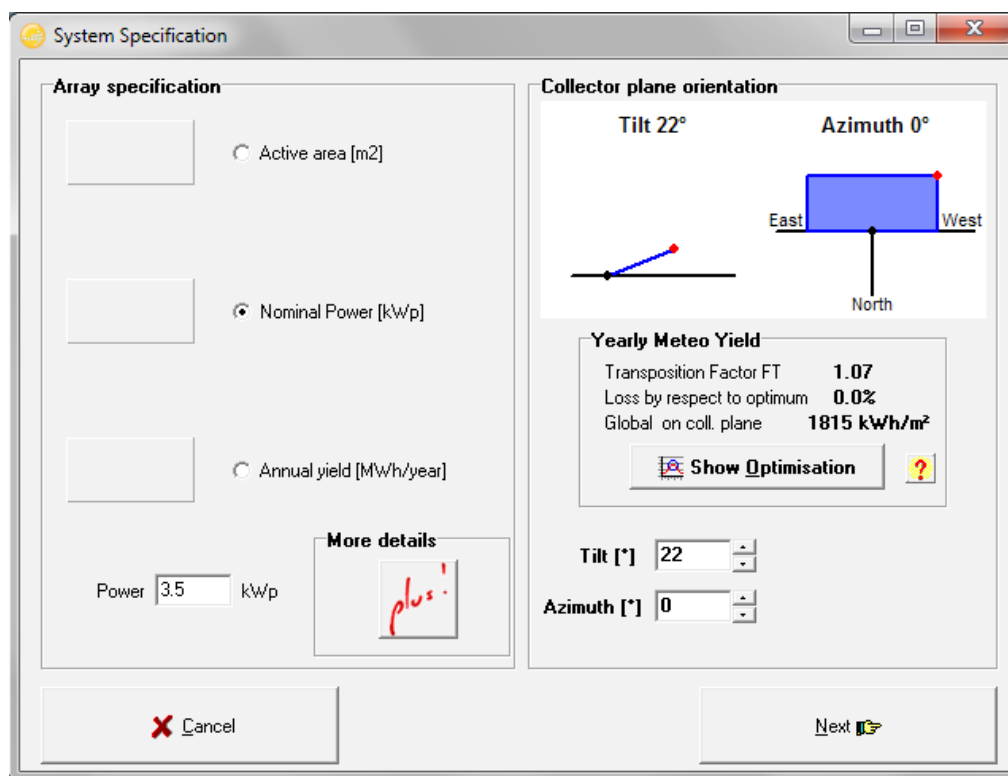 System Specification
Array specification
Active area [m2]
Nominal Power [kWp]
Annual yield [MWh/year]
More details
plus!
Power 3.5 kWp
Collector plane orientation
Tilt 22° Azimuth 0°
East West
North
Yearly Meteo Yield
Transposition Factor FT 1.07
Loss by respect to optimum 0.0%
Global on coll. plane 1815 kWh/m²
Show Optimisation ?
Tilt [°] 22
Azimuth [°] 0
Cancel
Next